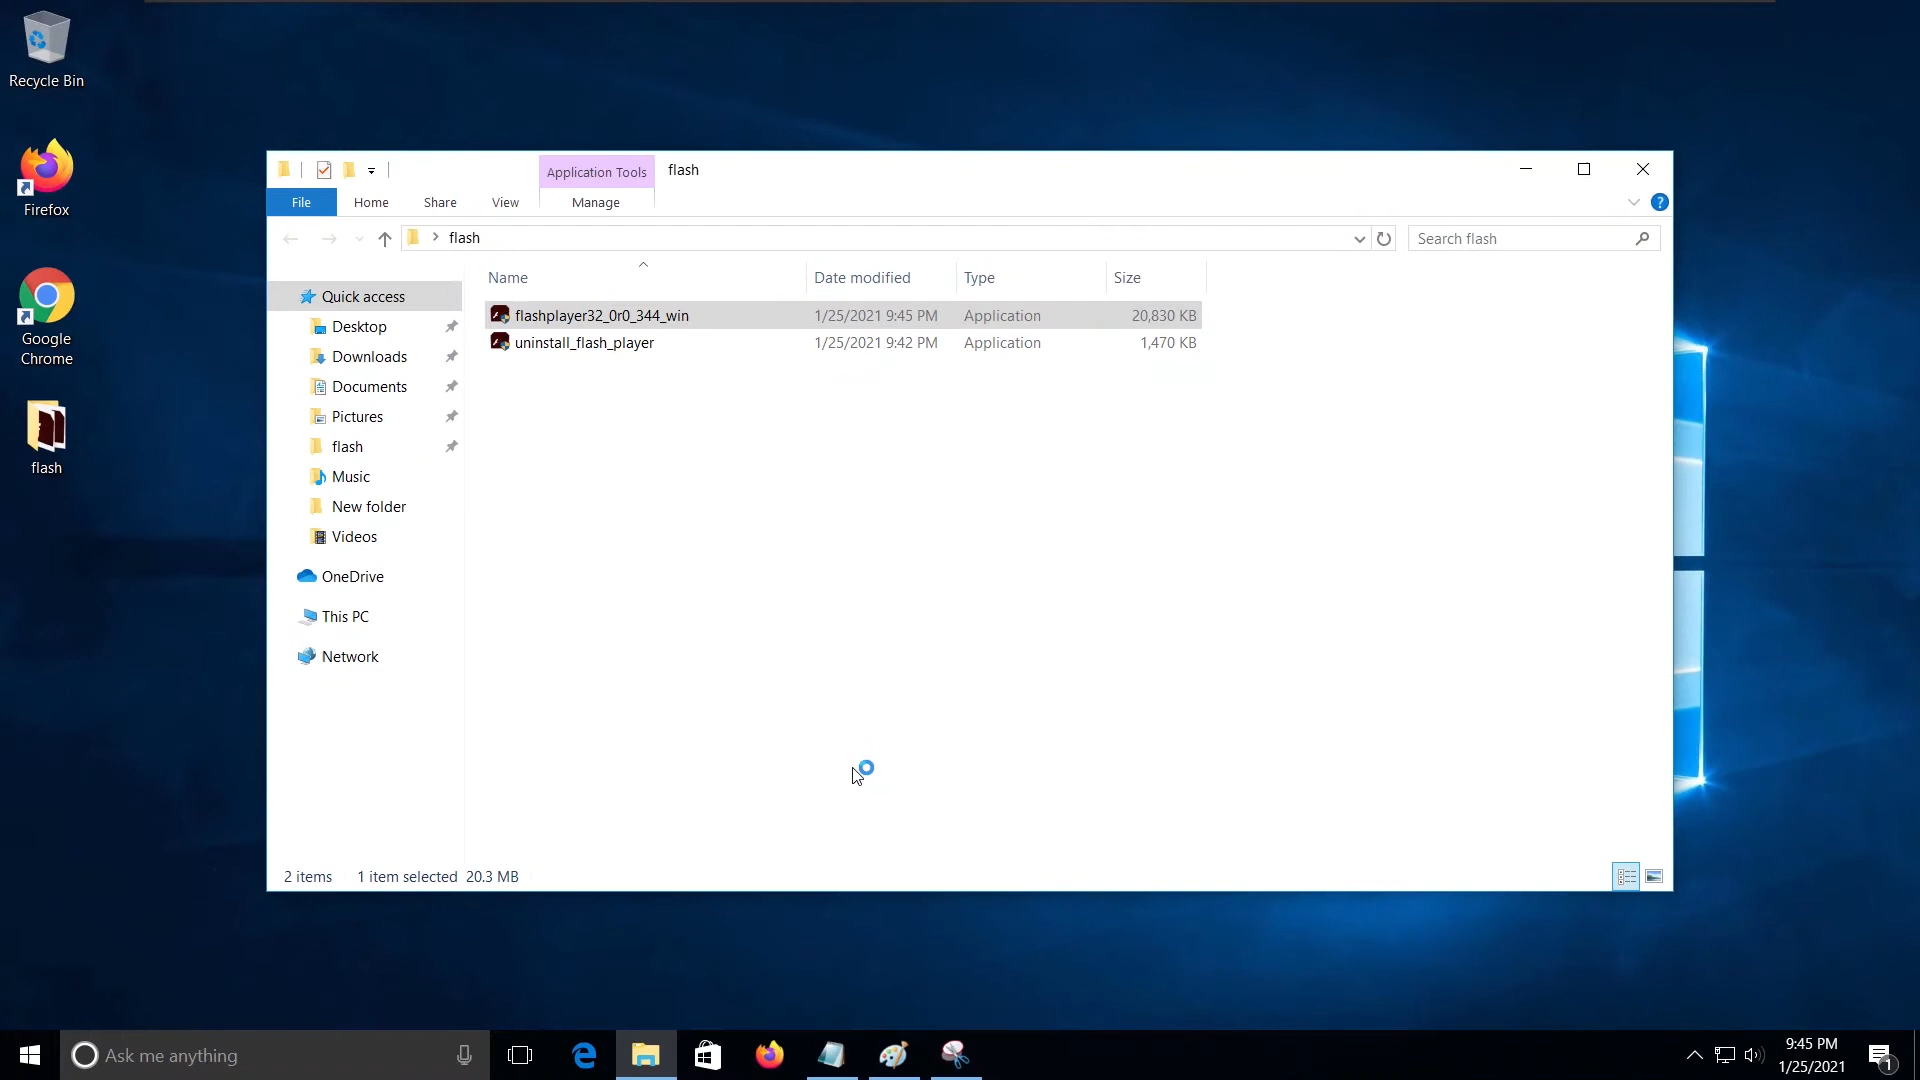 Recycle Bin
Firefox
Google
Chrome
flash
Application Tools
flash
File
Home
Share
View
Manage
?
flash
Search flash
Name
Date modified
Type
Size
flashplayer32_0r0_344_win
1/25/2021 9:45 PM
Application
20,830 KB
uninstall_flash_player
1/25/2021 9:42 PM
Application
1,470 KB
Quick access
Desktop
Downloads
Documents
Pictures
flash
Music
New folder
Videos
OneDrive
This PC
Network
2 items
1 item selected 20.3 MB
Ask me anything
9:45 PM
1/25/2021
1